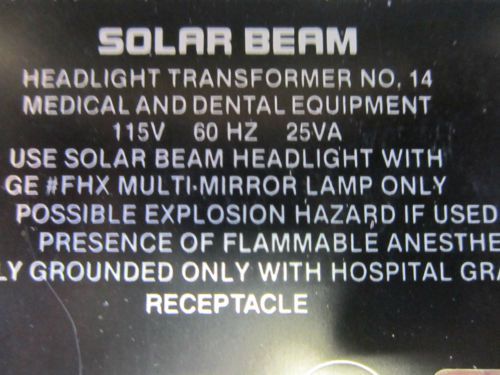 SOLAR BEAM
HEADLIGHT TRANSFORMER NO. 14
MEDICAL AND DENTAL EQUIPMENT
115V 60 HZ 25VA
USE SOLAR BEAM HEADLIGHT WITH
GE #FHX MULTI-MIRROR LAMP ONLY
POSSIBLE EXPLOSION HAZARD IF USED
PRESENCE OF FLAMMABLE ANESTHE
LY GROUNDED ONLY WITH HOSPITAL GRA
RECEPTACLE